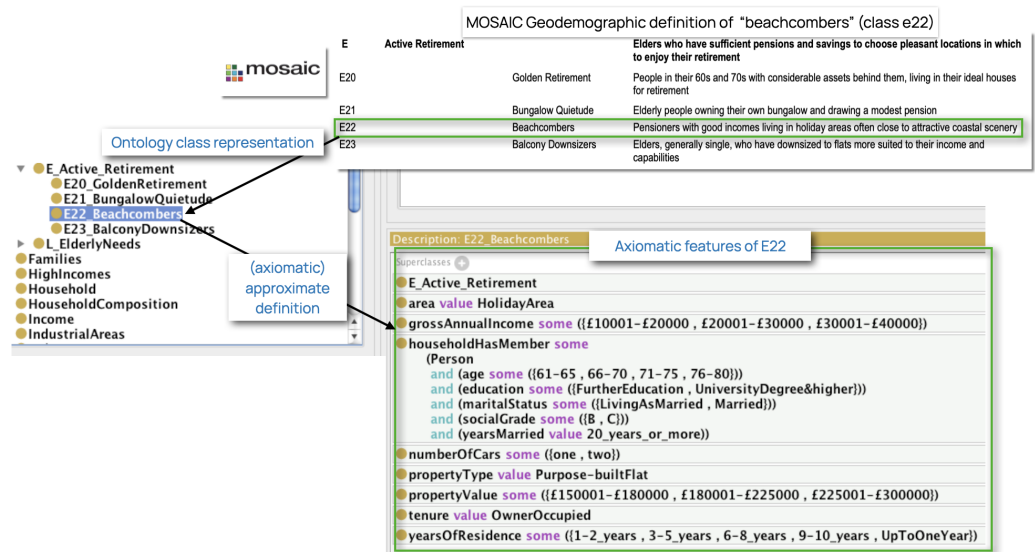 MOSAIC Geodemographic definition of "beachcombers" (class e22)
mosaic
E Active Retirement Elders who have sufficient pensions and savings to choose pleasant locations in which
to enjoy their retirement
E20 Golden Retirement People in their 60s and 70s with considerable assets behind them, living in their ideal houses
for retirement
E21 Bungalow Quietude Elderly people owning their own bungalow and drawing a modest pension
E22 Beachcombers Pensioners with good incomes living in holiday areas often close to attractive coastal scenery
E23 Balcony Downsizers Elders, generally single, who have downsized to flats more suited to their income and
capabilities
Ontology class representation
E_Active_Retirement
E20_GoldenRetirement
E21_BungalowQuietude
E22_Beachcombers
E23_BalconyDownsizers
L_ElderlyNeeds
Families
HighIncomes
Household
HouseholdComposition
Income
IndustrialAreas
(axiomatic)
approximate
definition
Description: E22_Beachcombers
Axiomatic features of E22
Superclasses
E_Active_Retirement
area value HolidayArea
grossAnnualIncome some ({£10001-£20000 , £20001-£30000 , £30001-£40000})
householdHasMember some
(Person
and (age some ({61-65 , 66-70 , 71-75 , 76-80}))
and (education some ({FurtherEducation , UniversityDegree&higher}))
and (maritalStatus some ({LivingAsMarried , Married}))
and (socialGrade some ({B , C}))
and (yearsMarried value 20_years_or_more))
numberOfCars some ({one , two})
propertyType value Purpose-builtFlat
propertyValue some ({£150001-£180000 , £180001-£225000 , £225001-£300000})
tenure value OwnerOccupied
yearsOfResidence some ({1-2_years , 3-5_years , 6-8_years , 9-10_years , UpToOneYear})